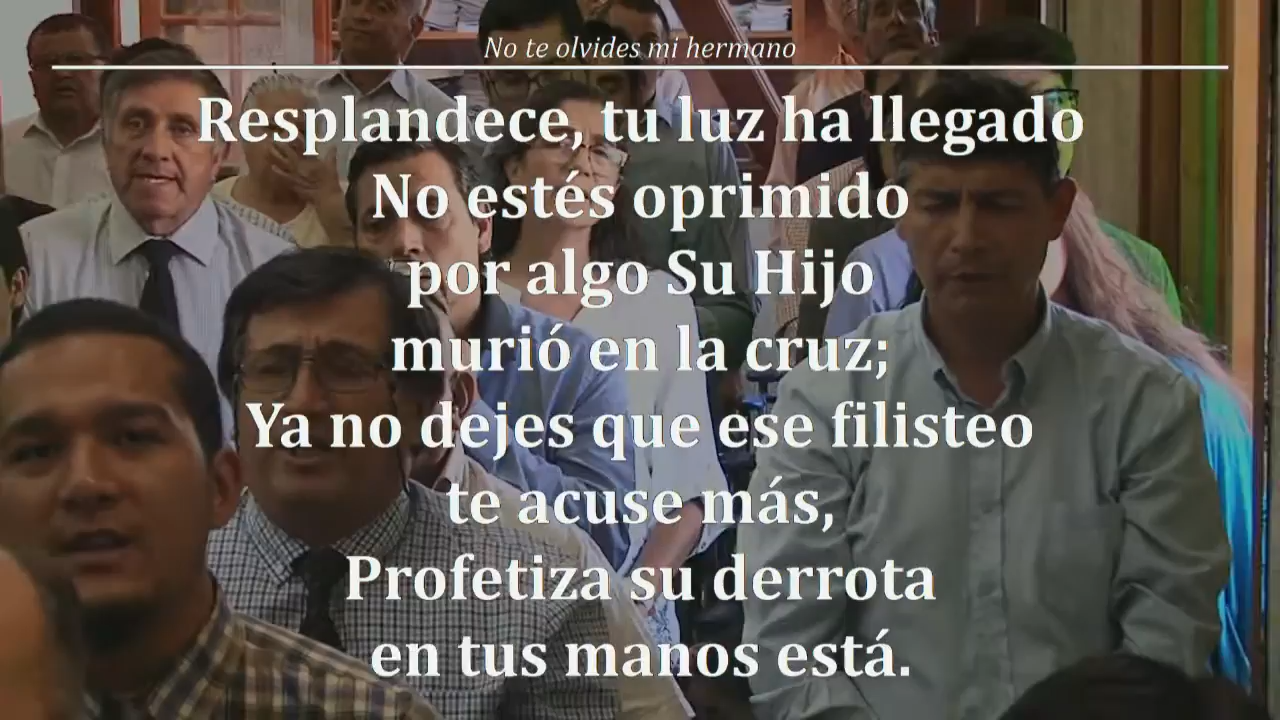 No te olvides mi hermano
Resplandece, tu luz ha llegado
No estés oprimido
por algo Su Hijo
murió en la cruz;
Ya no dejes que ese filisteo
te acuse más,
Profetiza su derrota
en tus manos está.